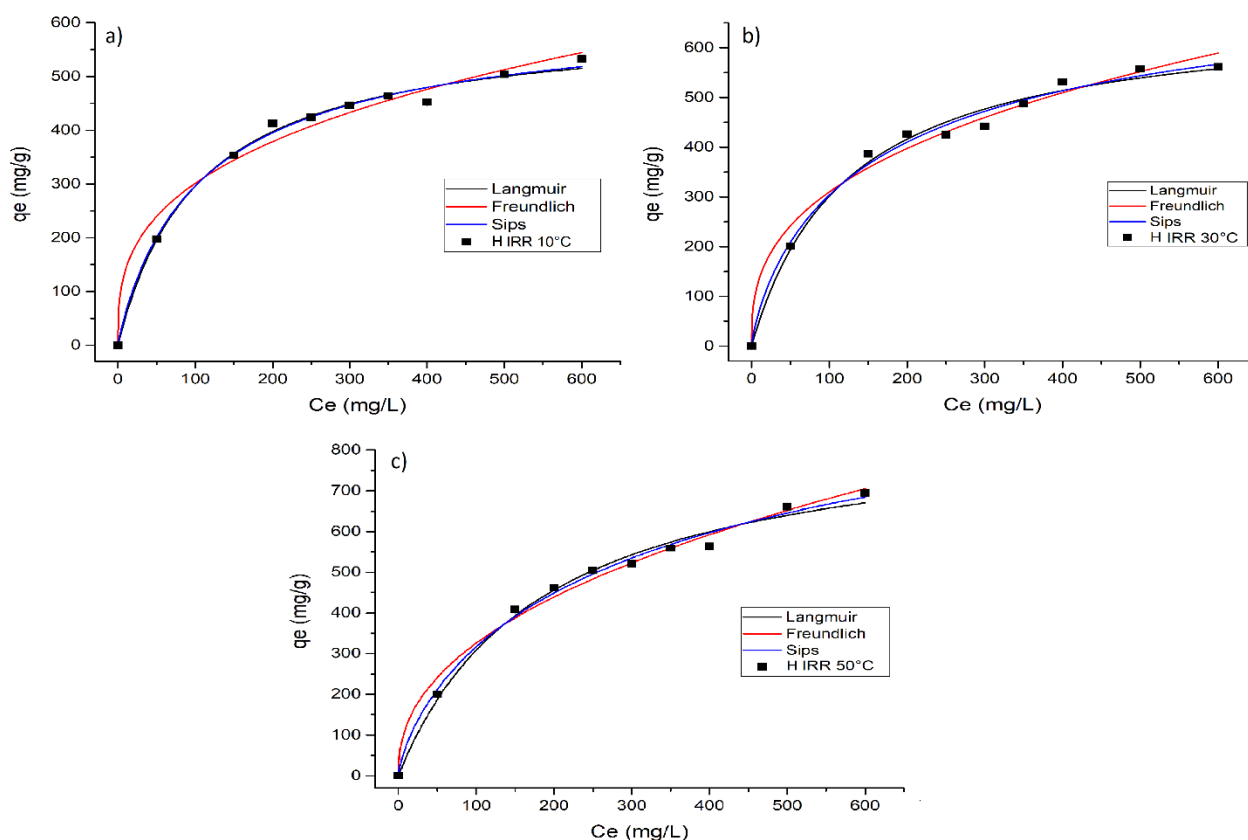 a)
600
500
400
300
200
100
0
qe (mg/g)
Langmuir
Freundlich
Sips
H IRR 10°C
0 100 200 300 400 500 600
Ce (mg/L)
b)
600
500
400
300
200
100
0
qe (mg/g)
Langmuir
Freundlich
Sips
H IRR 30°C
0 100 200 300 400 500 600
Ce (mg/L)
c)
800
700
600
500
400
300
200
100
0
qe (mg/g)
Langmuir
Freundlich
Sips
H IRR 50°C
0 100 200 300 400 500 600
Ce (mg/L)